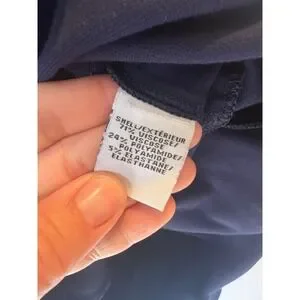 SHELL/EXTÉRIEUR
71% VISCOSE/
VISCOSE
24% POLYAMIDE/
POLYAMIDE
5% ELASTANE/
ELASTHANNE